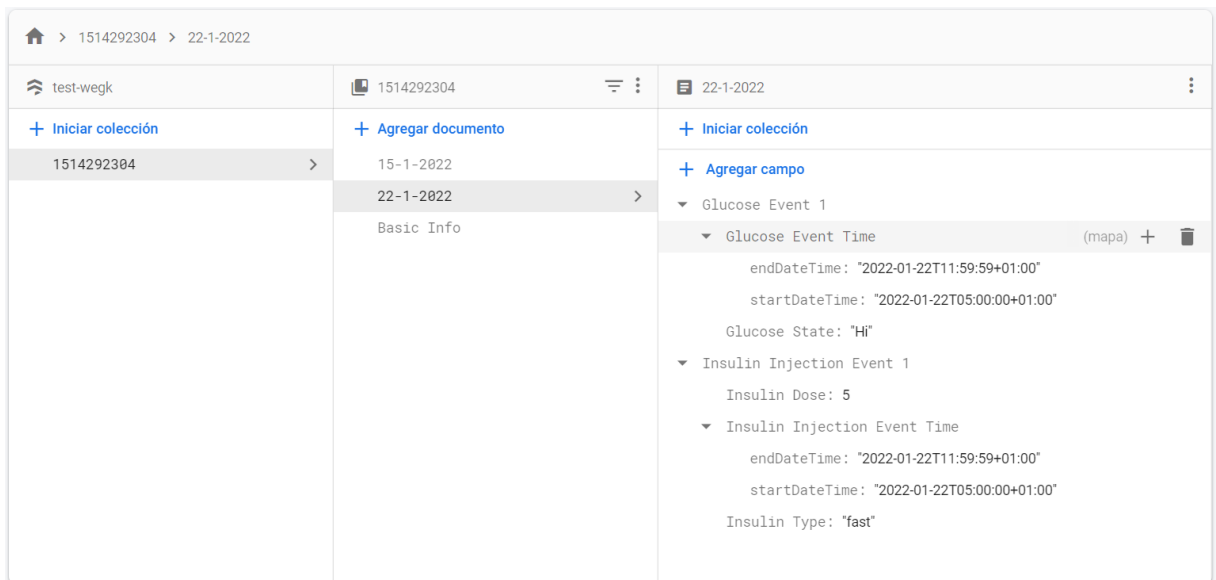 1514292304 > 22-1-2022
test-wegk
+ Iniciar colección
1514292304
1514292304
+ Agregar documento
15-1-2022
22-1-2022
Basic Info
22-1-2022
+ Iniciar colección
+ Agregar campo
Glucose Event 1
Glucose Event Time (mapa) +
endDateTime: "2022-01-22T11:59:59+01:00"
startDateTime: "2022-01-22T05:00:00+01:00"
Glucose State: "Hi"
Insulin Injection Event 1
Insulin Dose: 5
Insulin Injection Event Time
endDateTime: "2022-01-22T11:59:59+01:00"
startDateTime: "2022-01-22T05:00:00+01:00"
Insulin Type: "fast"